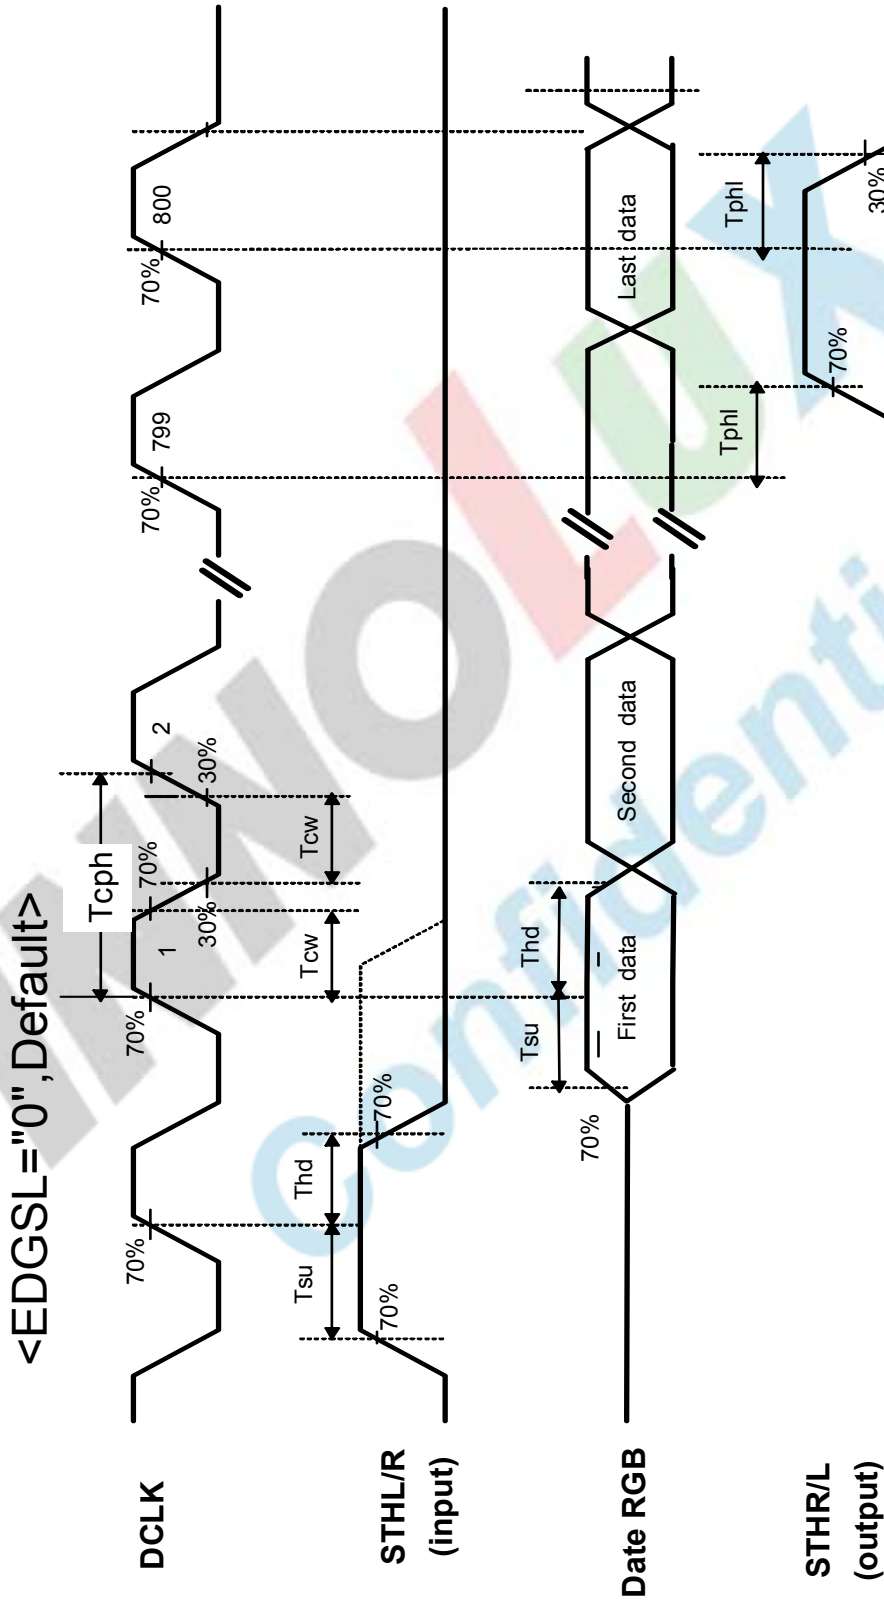 <EDGSL="0",Default>
Tcph
DCLK
70%
70%
1
70%
30%
30%
2
70%
799
70%
800
Tcw
Tcw
STHL/R
(input)
Tsu
Thd
70%
70%
Date RGB
70%
Tsu
Thd
First data
Second data
Last data
Tphl
Tphl
STHR/L
(output)
70%
30%
INNOLUX
Confidenti